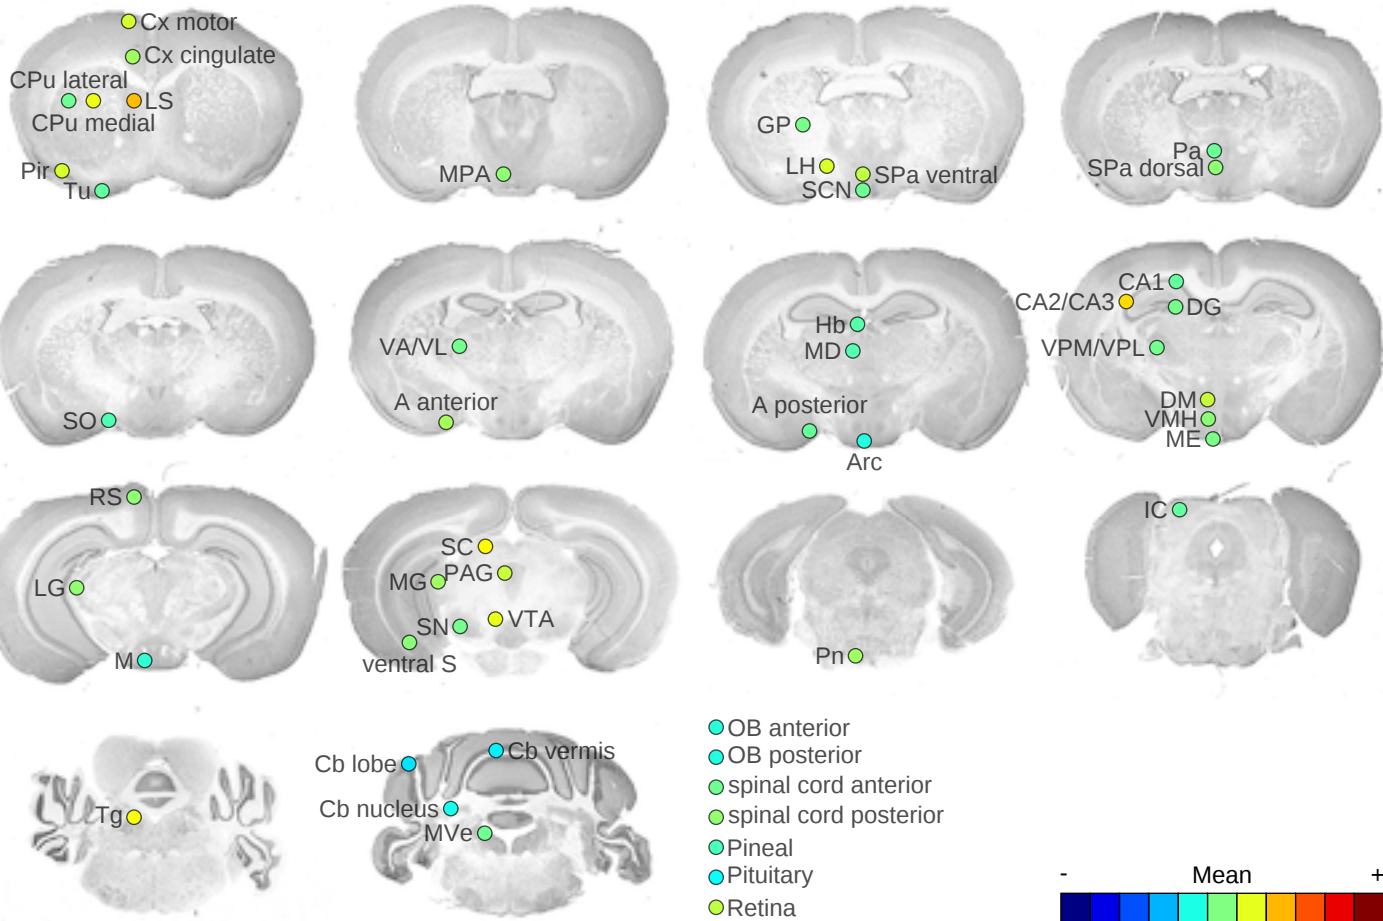 Cx motor
Cx cingulate
CPu lateral
LS
CPu medial
Pir
Tu
MPA
GP
LH
SPa ventral
SCN
Pa
SPa dorsal
SO
VA/VL
A anterior
Hb
MD
A posterior
Arc
CA1
CA2/CA3
DG
VPM/VPL
DM
VMH
ME
RS
LG
M
SC
PAG
MG
VTA
SN
ventral S
Pn
IC
Tg
Cb vermis
Cb lobe
Cb nucleus
MVe
OB anterior
OB posterior
spinal cord anterior
spinal cord posterior
Pineal
Pituitary
Retina
- Mean +